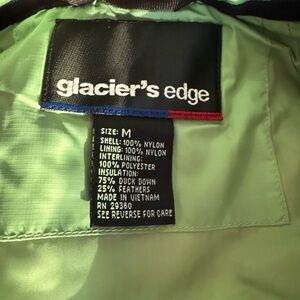 glacier's edge
SIZE: M
SHELL: 100% NYLON
LINING: 100% NYLON
INTERLINING:
100% POLYESTER
INSULATION:
75% DUCK DOWN
25% FEATHERS
MADE IN VIETNAM
RN 29360
SEE REVERSE FOR CARE